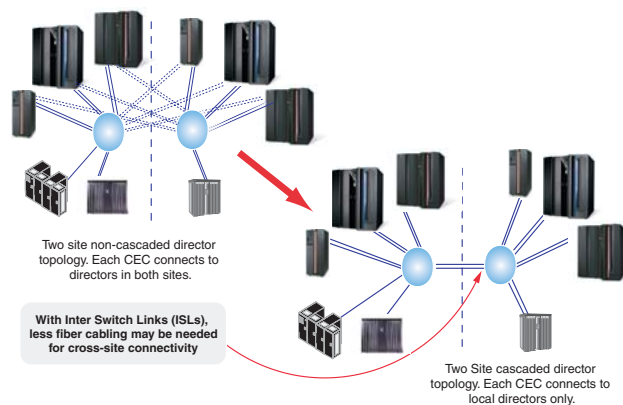 Two site non-cascaded director
topology. Each CEC connects to
directors in both sites.
With Inter Switch Links (ISLs),
less fiber cabling may be needed
for cross-site connectivity
Two Site cascaded director
topology. Each CEC connects to
local directors only.